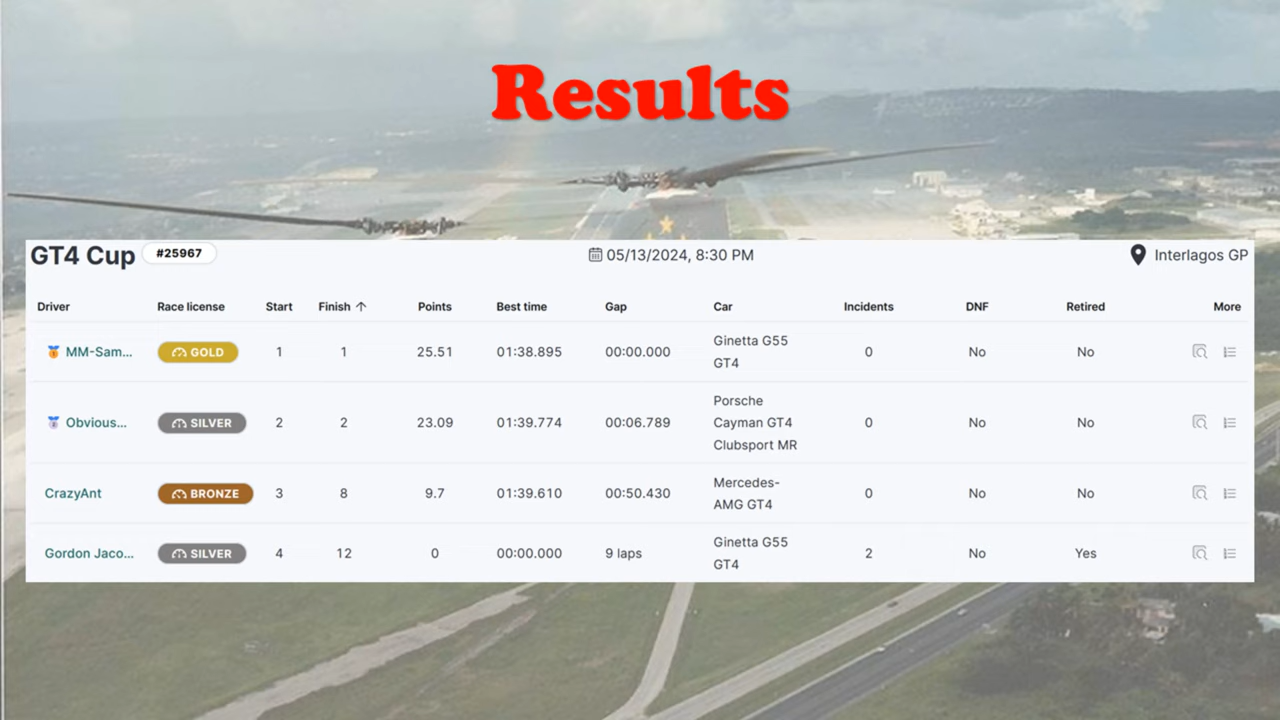 Results
GT4 Cup #25967 05/13/2024, 8:30 PM Interlagos GP
Driver Race license Start Finish ↑ Points Best time Gap Car Incidents DNF Retired More
MM-Sam... GOLD 1 1 25.51 01:38.895 00:00.000 Ginetta G55 0 No No
GT4
Obvious... SILVER 2 2 23.09 01:39.774 00:06.789 Porsche 0 No No
Cayman GT4
Clubsport MR
CrazyAnt BRONZE 3 8 9.7 01:39.610 00:50.430 Mercedes- 0 No No
AMG GT4
Gordon Jaco... SILVER 4 12 0 00:00.000 9 laps Ginetta G55 2 No Yes
GT4